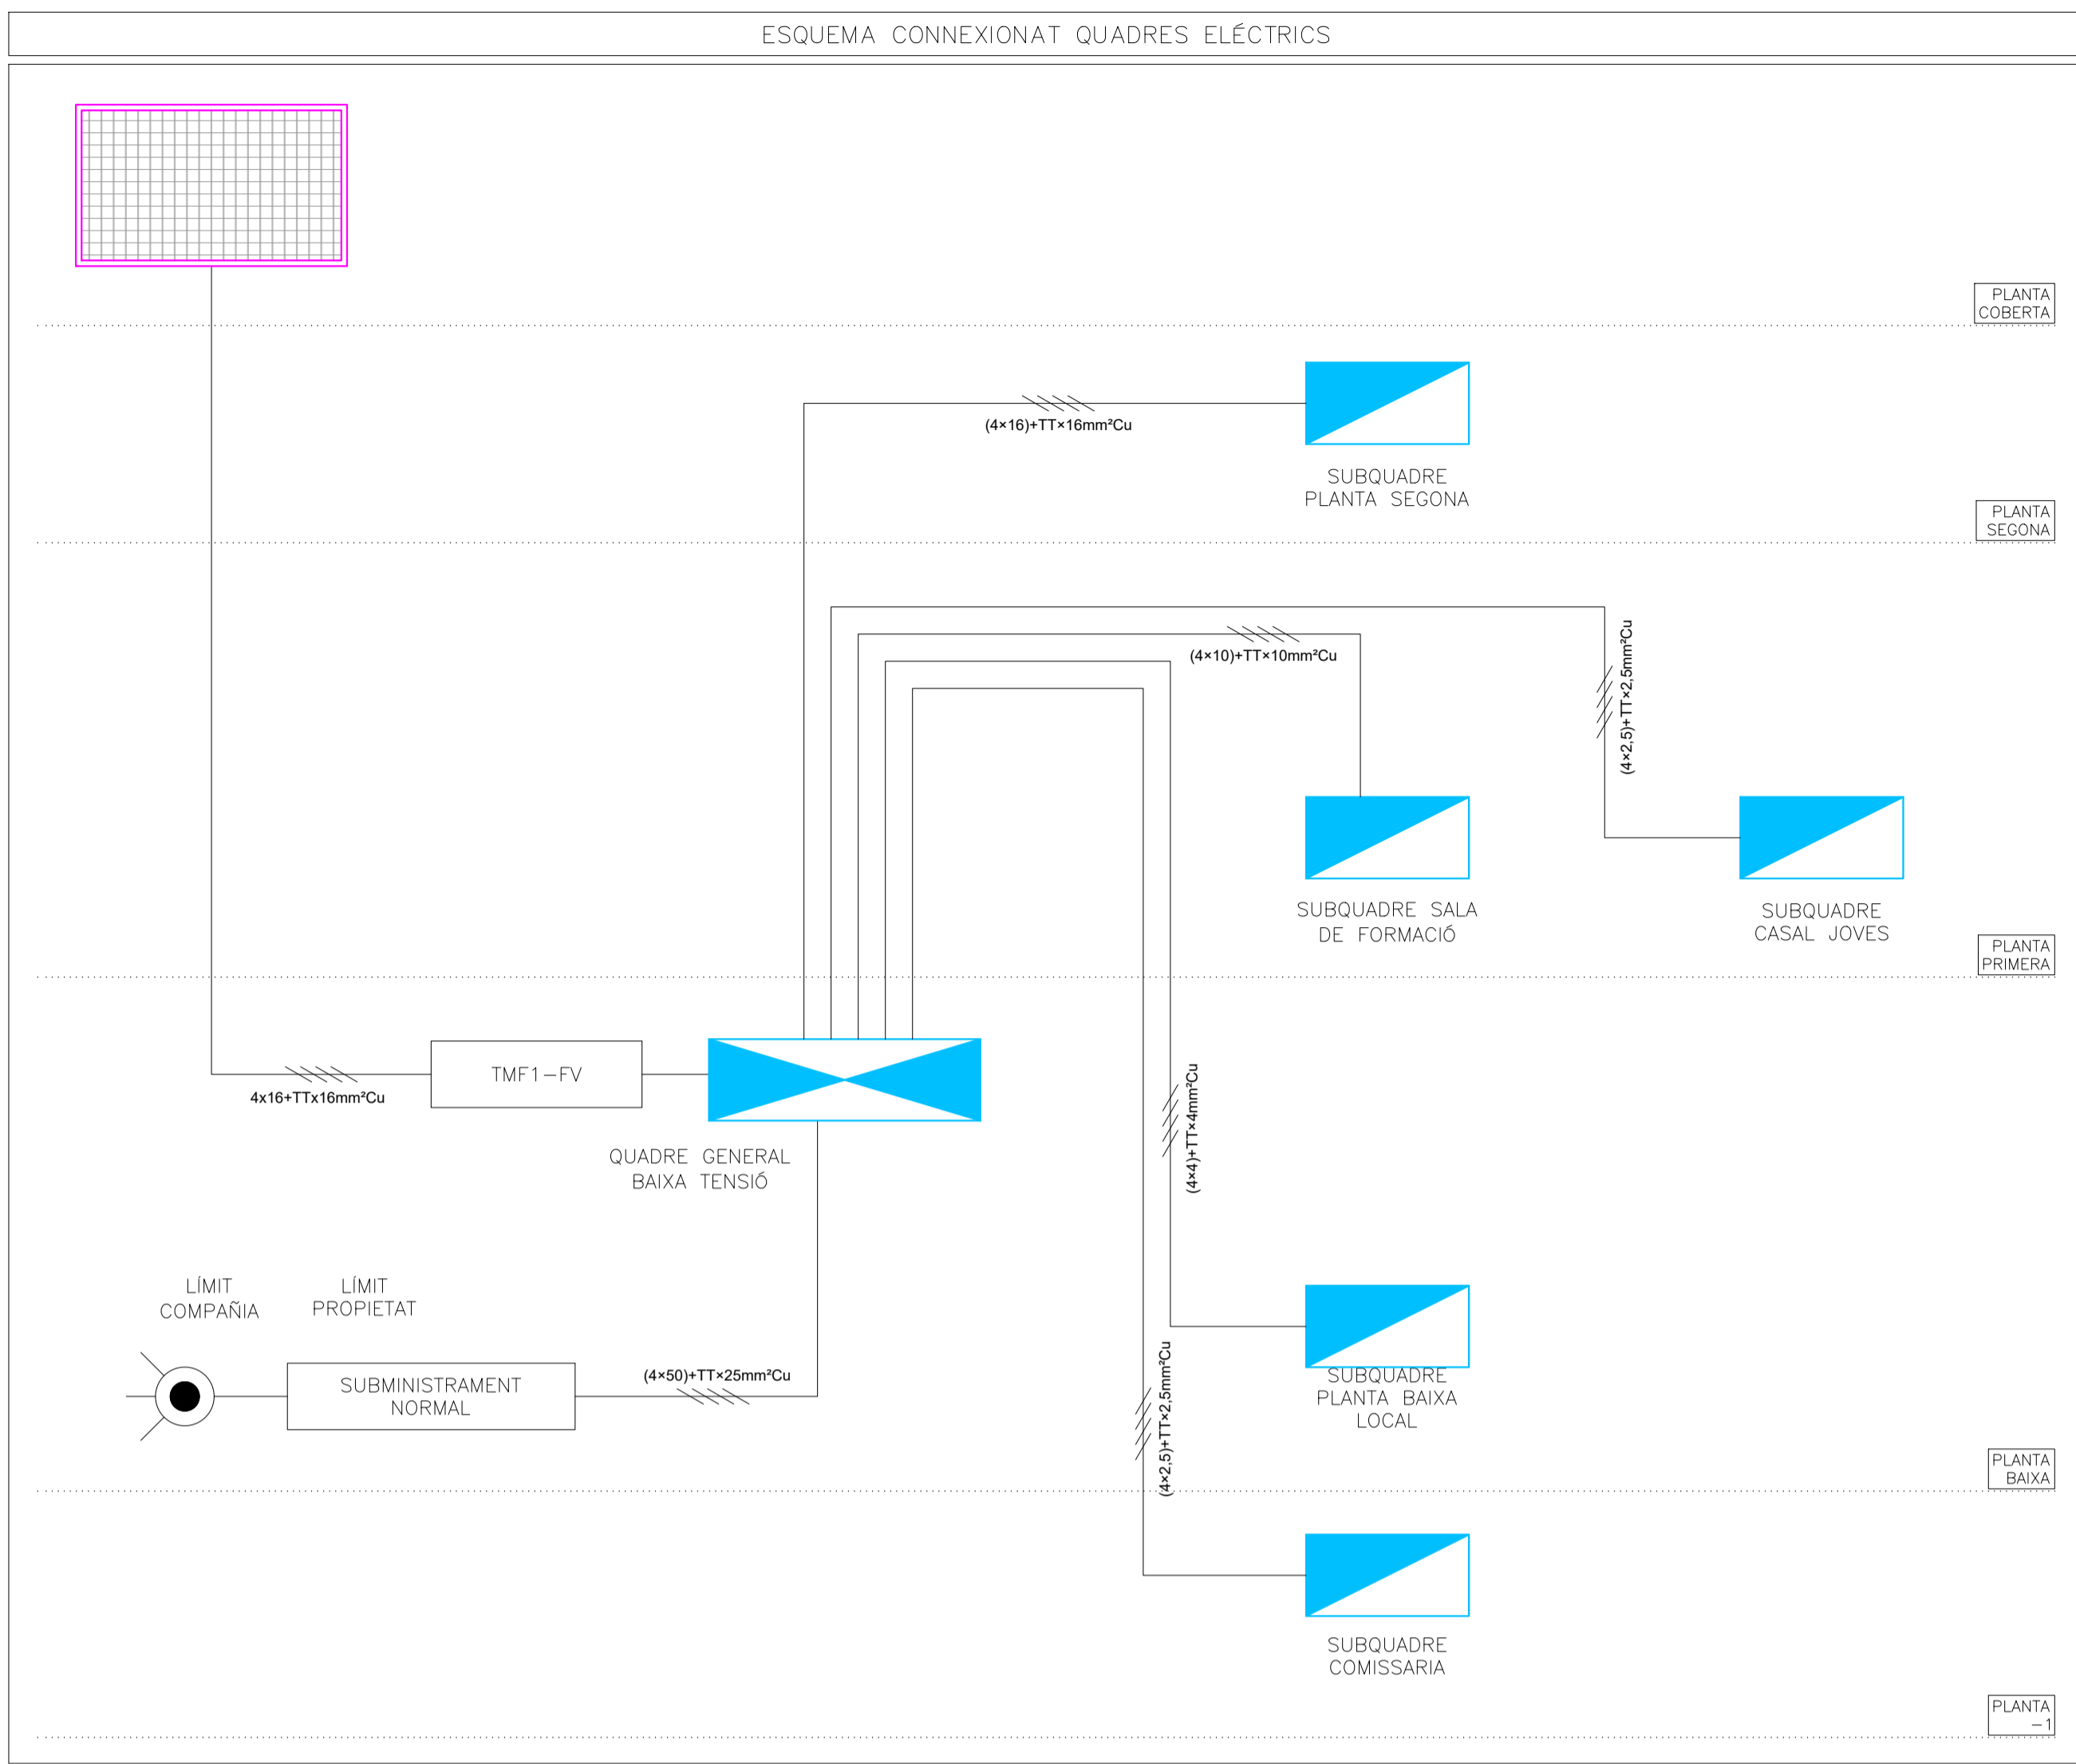 ESQUEMA CONNEXIONAT QUADRES ELÉCTRICS
PLANTA
COBERTA
(4×16)+TT×16mm²Cu
SUBQUADRE
PLANTA SEGONA
PLANTA
SEGONA
(4×10)+TT×10mm²Cu
(4×2,5)+TT×2,5mm²Cu
SUBQUADRE SALA
DE FORMACIÓ
SUBQUADRE
CASAL JOVES
PLANTA
PRIMERA
4x16+TTx16mm²Cu
TMF1-FV
QUADRE GENERAL
BAIXA TENSIÓ
(4×4)+TT×4mm²Cu
LÍMIT
COMPAÑIA
LÍMIT
PROPIETAT
SUBMINISTRAMENT
NORMAL
(4×50)+TT×25mm²Cu
(4×2,5)+TT×2,5mm²Cu
SUBQUADRE
PLANTA BAIXA
LOCAL
PLANTA
BAIXA
SUBQUADRE
COMISSARIA
PLANTA
-1